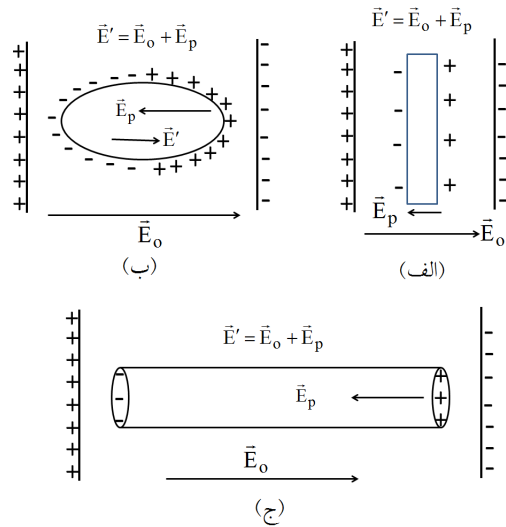 E⃗′ = E⃗o + E⃗p
E⃗p
E⃗′
E⃗o
(ب)
E⃗′ = E⃗o + E⃗p
E⃗p
E⃗o
(الف)
E⃗′ = E⃗o + E⃗p
E⃗p
E⃗o
(ج)